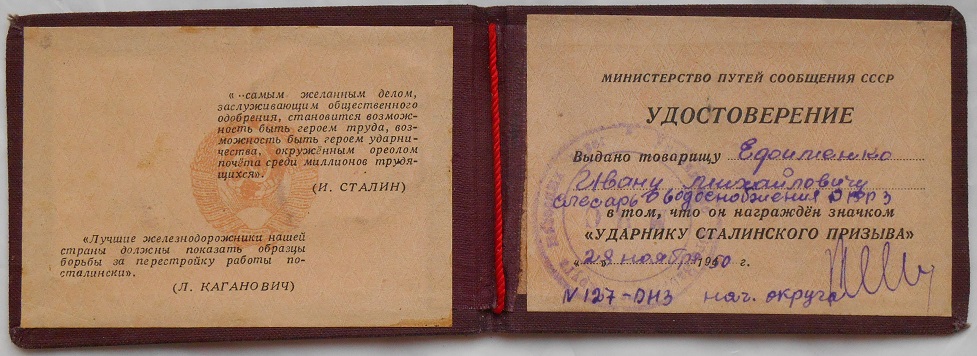 «··самым желанным делом,
заслуживающим общественного
одобрения, становится возмож-
ность быть героем труда, воз-
можность быть героем ударни-
чества, окружённым ореолом
почёта среди миллионов трудя-
щихся».
(И. СТАЛИН)
«Лучшие железнодорожники нашей
страны должны показать образцы
борьбы за перестройку работы по-
сталински».
(Л. КАГАНОВИЧ)
МИНИСТЕРСТВО ПУТЕЙ СООБЩЕНИЯ СССР
УДОСТОВЕРЕНИЕ
Выдано товарищу
Ивану Михайловичу
слесарь водоснабжения
в том, что он награждён значком
«УДАРНИКУ СТАЛИНСКОГО ПРИЗЫВА»
«28» ноября 1950 г.
N127-ДНЗ нач. округа